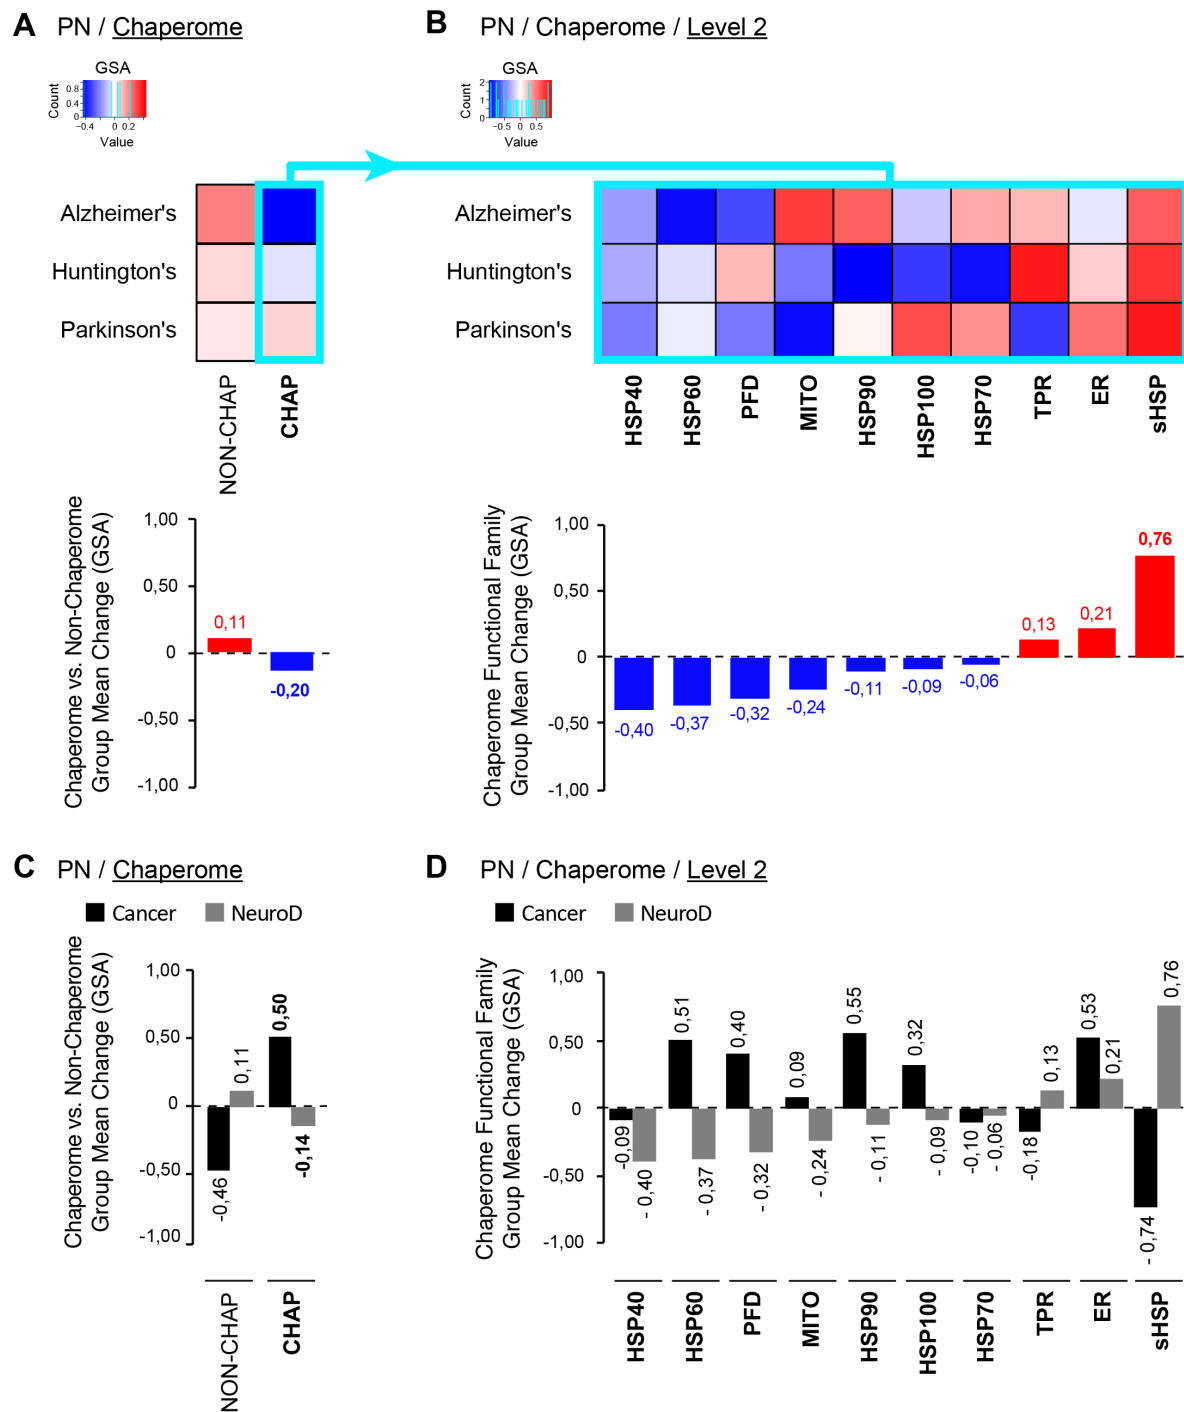 A PN / Chaperome
GSA
Count
0.8
0.4
0
−0.4 0 0.2
Value
Alzheimer's
Huntington's
Parkinson's
NON-CHAP
CHAP
Chaperome vs. Non-Chaperome
Group Mean Change (GSA)
1,00
0,50
0
-0,50
-1,00
0,11
-0,20
B PN / Chaperome / Level 2
GSA
Count
2
1
0
−0.5 0 0.5
Value
Alzheimer's
Huntington's
Parkinson's
HSP40
HSP60
PFD
MITO
HSP90
HSP100
HSP70
TPR
ER
sHSP
Chaperome Functional Family
Group Mean Change (GSA)
1,00
0,50
0
-0,50
-1,00
-0,40
-0,37
-0,32
-0,24
-0,11
-0,09
-0,06
0,13
0,21
0,76
C PN / Chaperome
Cancer NeuroD
Chaperome vs. Non-Chaperome
Group Mean Change (GSA)
1,00
0,50
0
-0,50
-1,00
-0,46
0,11
0,50
-0,14
NON-CHAP
CHAP
D PN / Chaperome / Level 2
Cancer NeuroD
Chaperome Functional Family
Group Mean Change (GSA)
1,00
0,50
0
-0,50
-1,00
-0,09
- 0,40
0,51
- 0,37
0,40
- 0,32
0,09
- 0,24
0,55
- 0,11
0,32
- 0,09
-0,10
- 0,06
-0,18
0,13
0,53
0,21
- 0,74
0,76
HSP40
HSP60
PFD
MITO
HSP90
HSP100
HSP70
TPR
ER
sHSP